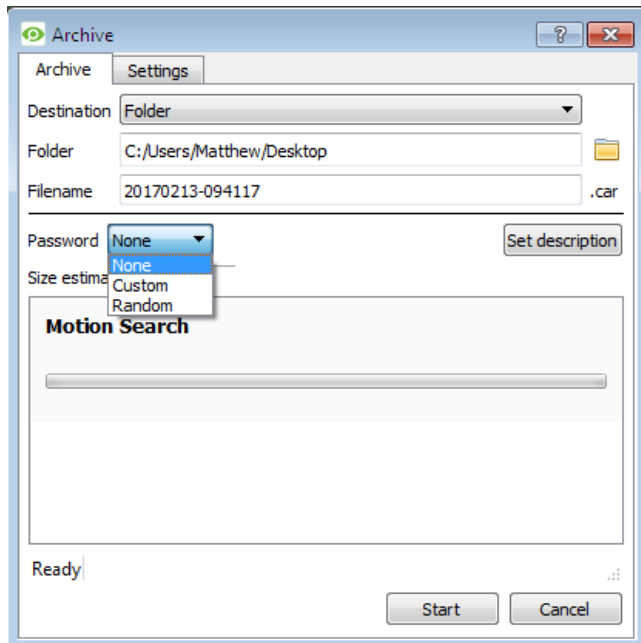 Archive
Archive Settings
Destination Folder
Folder C:/Users/Matthew/Desktop
Filename 20170213-094117 .car
Password None Set description
None
Size estima
Custom
Random
Motion Search
Ready
Start Cancel